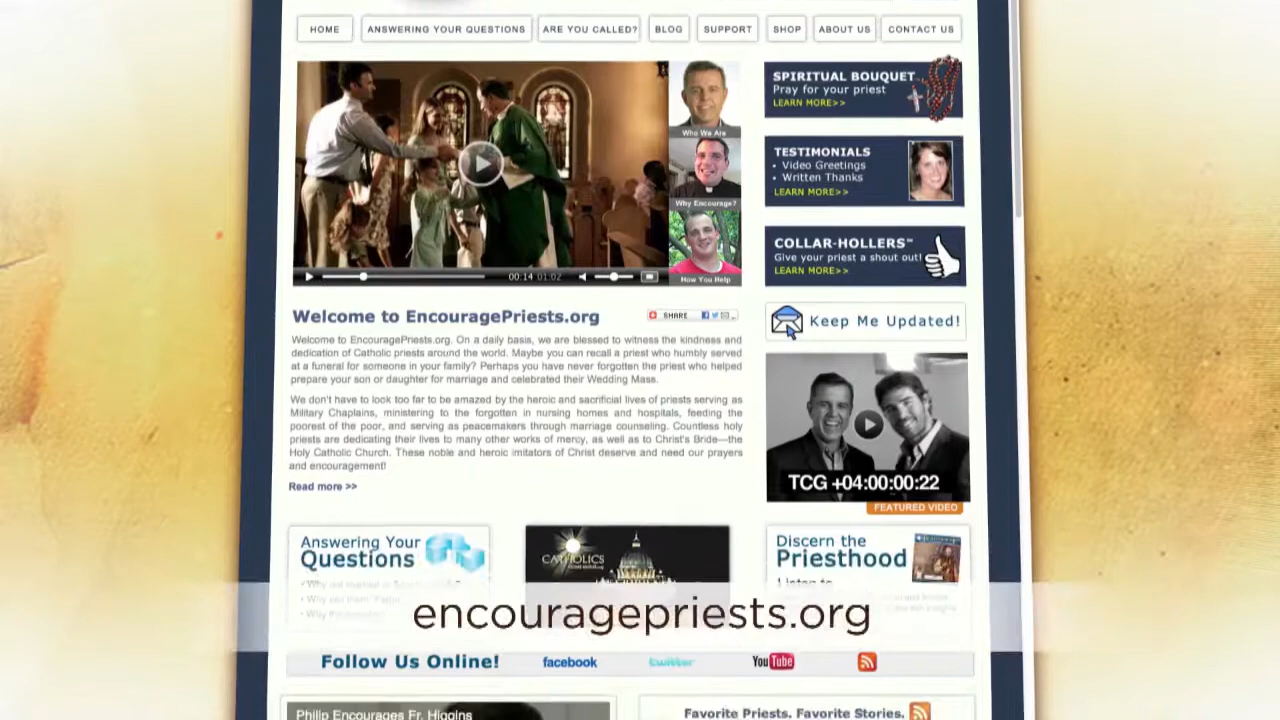 HOME
ANSWERING YOUR QUESTIONS
ARE YOU CALLED?
BLOG
SUPPORT
SHOP
ABOUT US
CONTACT US
Who We Are
Why Encourage?
How You Help
00:14 01:02
SPIRITUAL BOUQUET
Pray for your priest
LEARN MORE>>
TESTIMONIALS
• Video Greetings
• Written Thanks
LEARN MORE>>
COLLAR-HOLLERS™
Give your priest a shout out!
LEARN MORE>>
Keep Me Updated!
Welcome to EncouragePriests.org
SHARE
Welcome to EncouragePriests.org. On a daily basis, we are blessed to witness the kindness and
dedication of Catholic priests around the world. Maybe you can recall a priest who humbly served
at a funeral for someone in your family? Perhaps you have never forgotten the priest who helped
prepare your son or daughter for marriage and celebrated their Wedding Mass.
We don't have to look too far to be amazed by the heroic and sacrificial lives of priests serving as
Military Chaplains, ministering to the forgotten in nursing homes and hospitals, feeding the
poorest of the poor, and serving as peacemakers through marriage counseling. Countless holy
priests are dedicating their lives to many other works of mercy, as well as to Christ's Bride—the
Holy Catholic Church. These noble and heroic imitators of Christ deserve and need our prayers
and encouragement!
Read more >>
TCG +04:00:00:22
FEATURED VIDEO
Answering Your
Questions
CATHOLICS
Discern the
Priesthood
Listen to
encouragepriests.org
Follow Us Online!
facebook
twitter
YouTube
Philip Encourages Fr. Higgins
Favorite Priests. Favorite Stories.